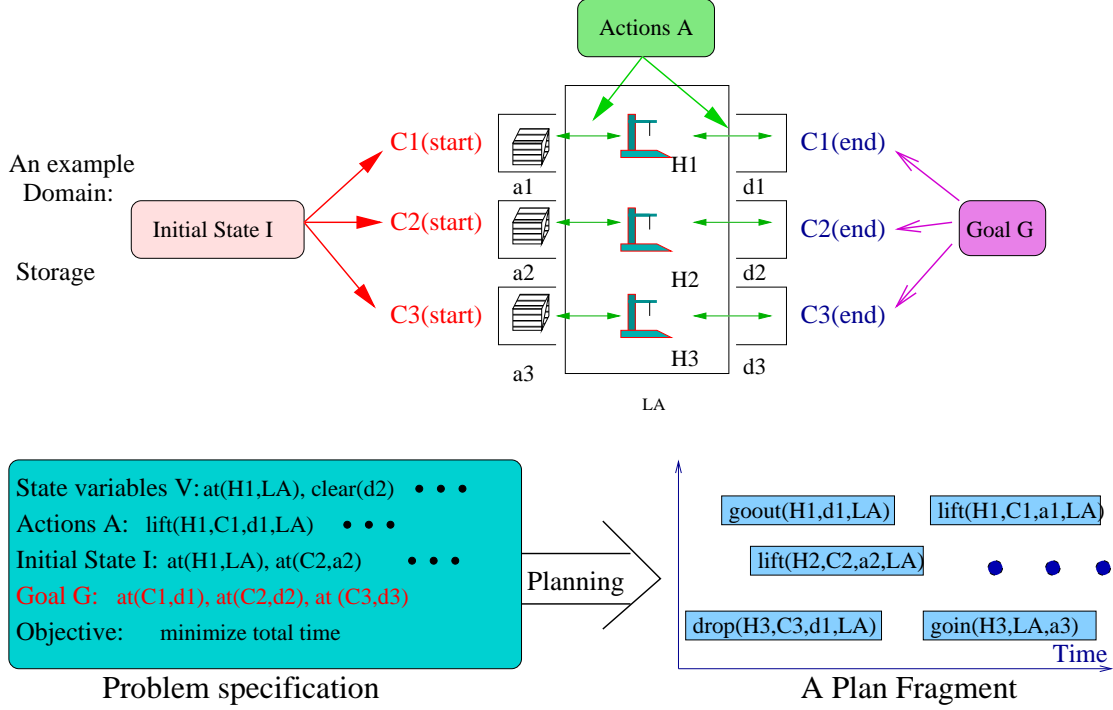 Actions A
C1(start)
H1
C1(end)
An example
Domain:
a1
d1
Initial State I
C2(start)
C2(end)
Goal G
Storage
a2
H2
d2
C3(start)
C3(end)
H3
a3
d3
LA
State variables V: at(H1,LA), clear(d2) • • •
Actions A: lift(H1,C1,d1,LA) • • •
Initial State I: at(H1,LA), at(C2,a2) • • •
Goal G: at(C1,d1), at(C2,d2), at (C3,d3)
Objective: minimize total time
Problem specification
Planning
goout(H1,d1,LA)
lift(H1,C1,a1,LA)
lift(H2,C2,a2,LA)
drop(H3,C3,d1,LA)
goin(H3,LA,a3)
Time
A Plan Fragment